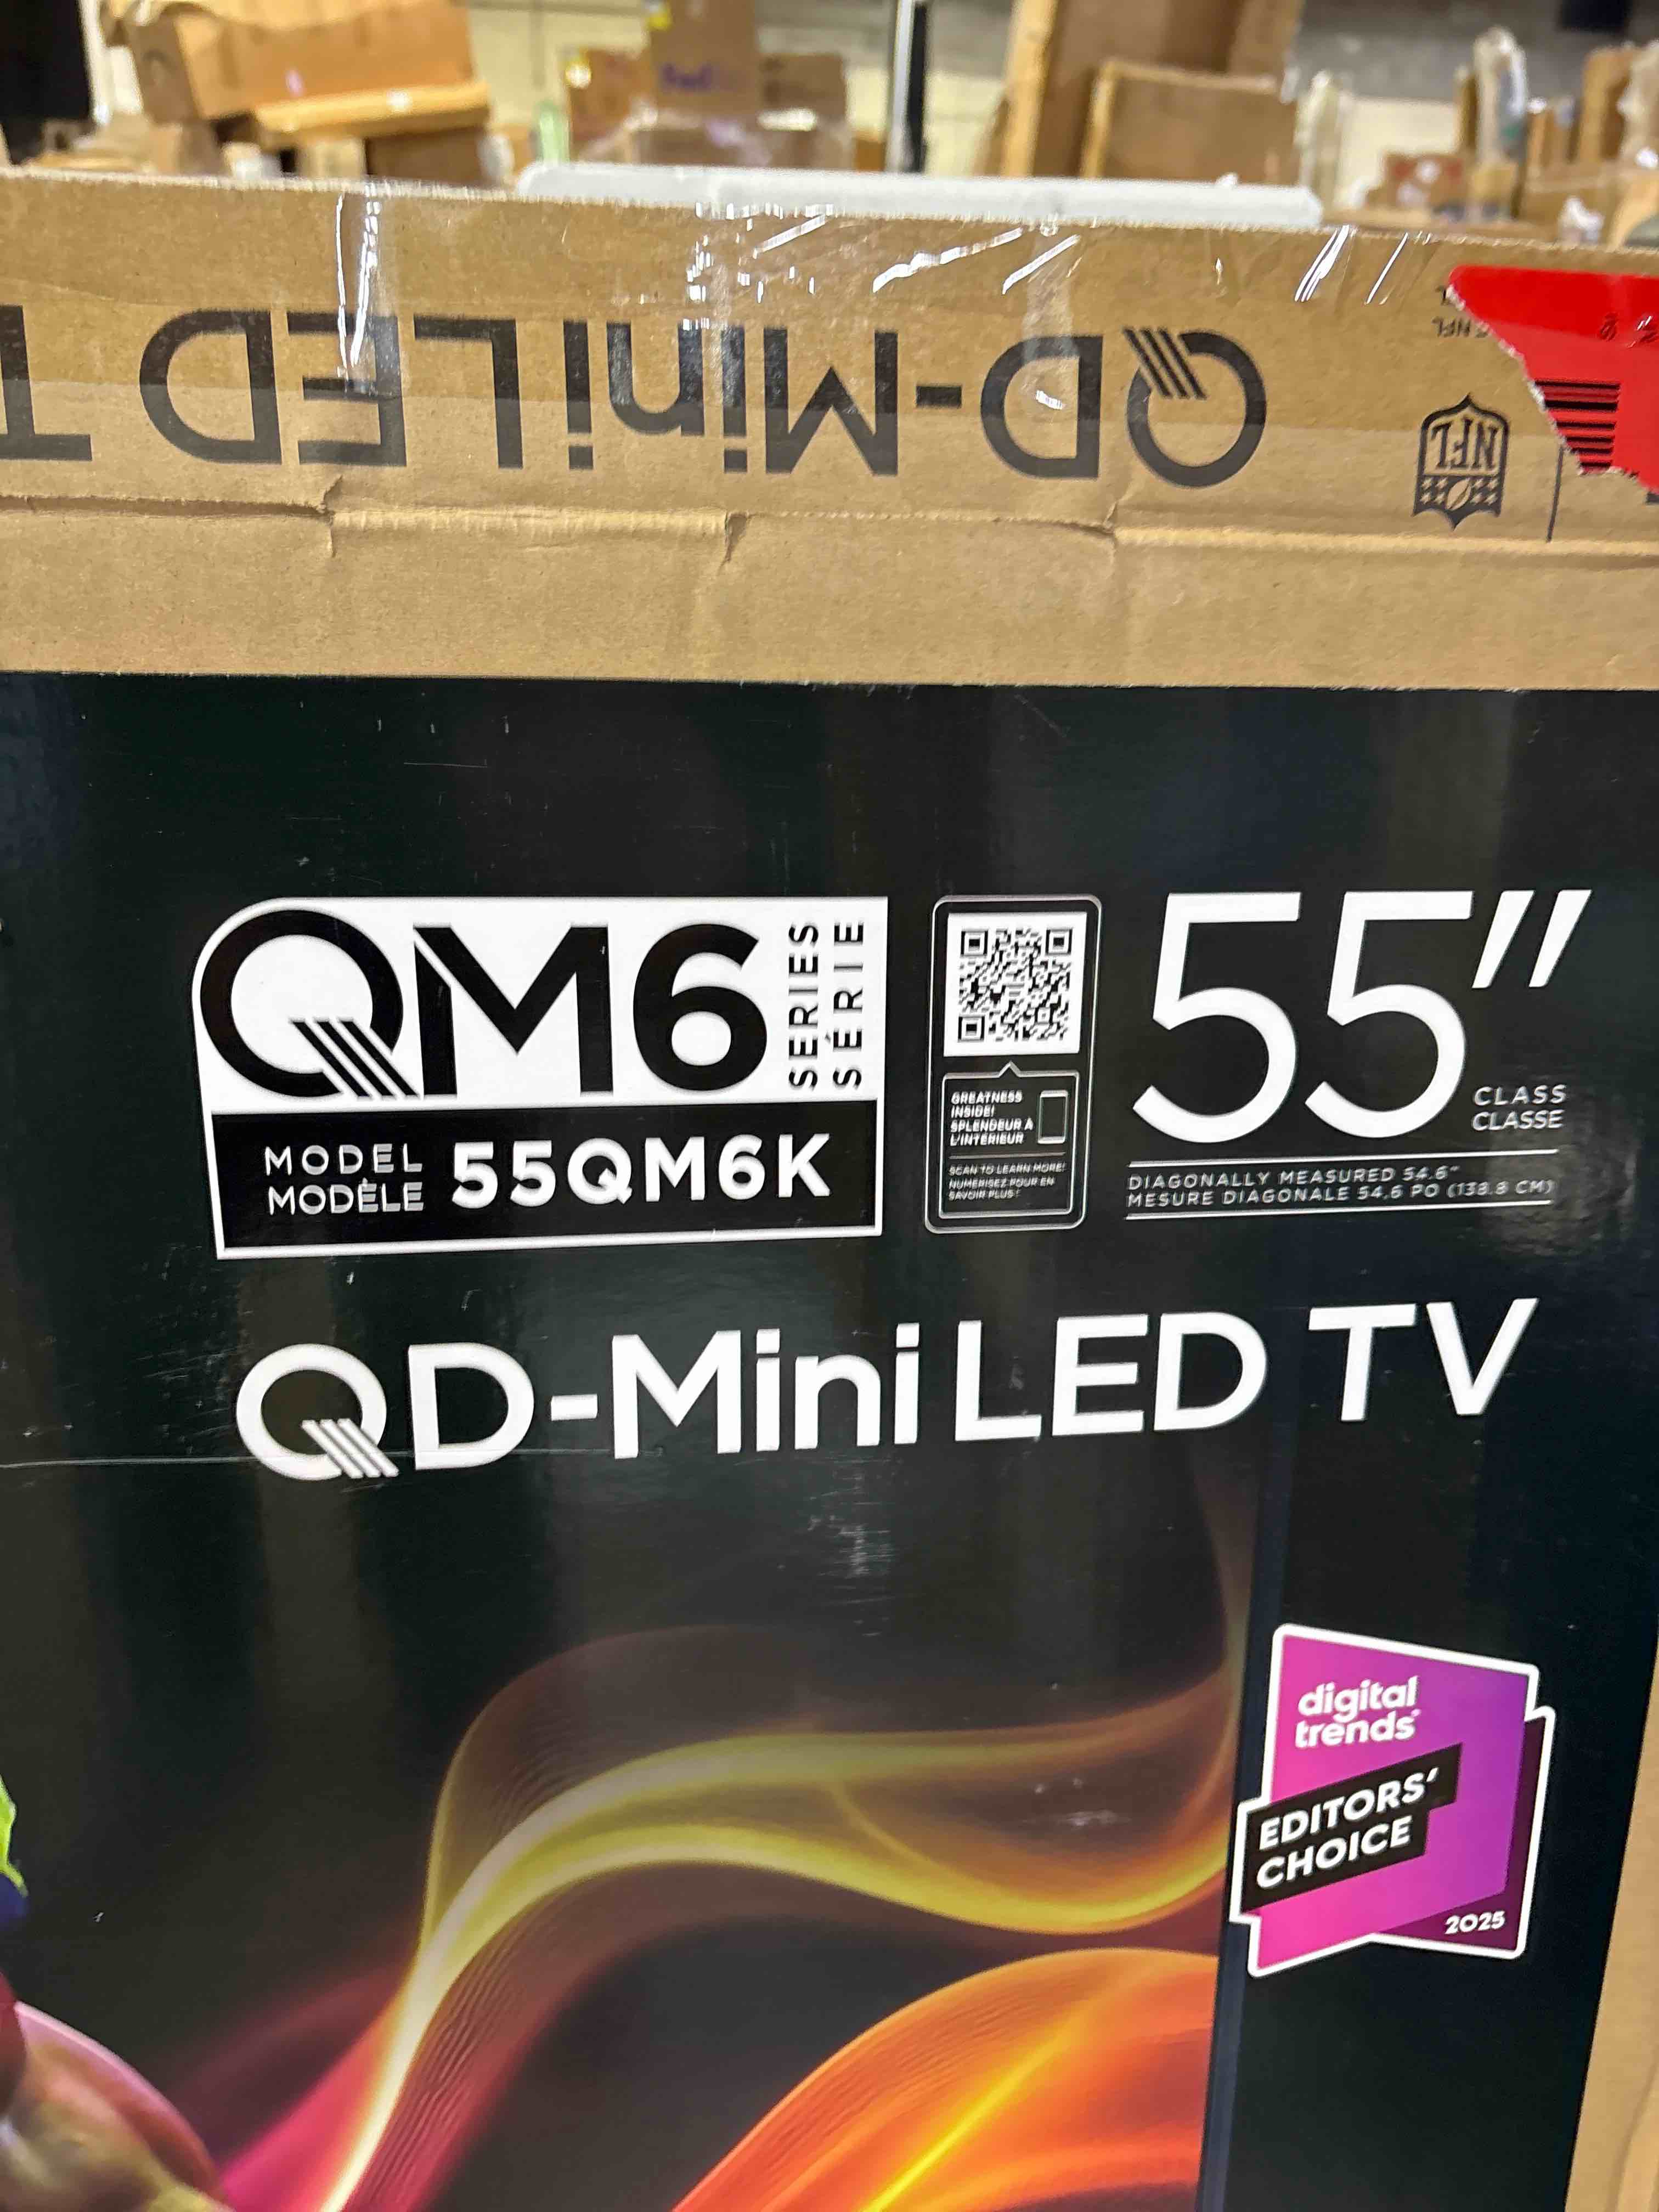 QD-Mini LED T
NFL
NFL
QM6
SERIES
SÉRIE
MODEL
MODÈLE
55QM6K
GREATNESS
INSIDE!
SPLENDEUR À
L'INTÉRIEUR
SCAN TO LEARN MORE!
NUMÉRISEZ POUR EN
SAVOIR PLUS !
55"
CLASS
CLASSE
DIAGONALLY MEASURED 54.6"
MESURE DIAGONALE 54,6 PO (138.8 CM)
QD-Mini LED TV
digital
trends
EDITORS'
CHOICE
2025